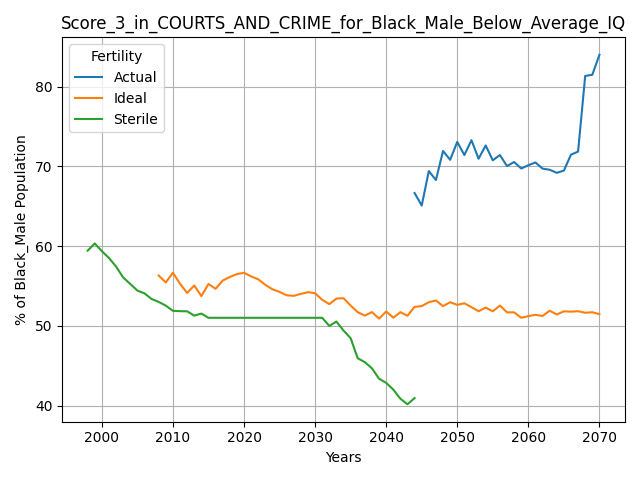 Score_3_in_COURTS_AND_CRIME_for_Black_Male_Below_Average_IQ
Fertility
Actual
Ideal
Sterile
% of Black_Male Population
80
70
60
50
40
2000 2010 2020 2030 2040 2050 2060 2070
Years